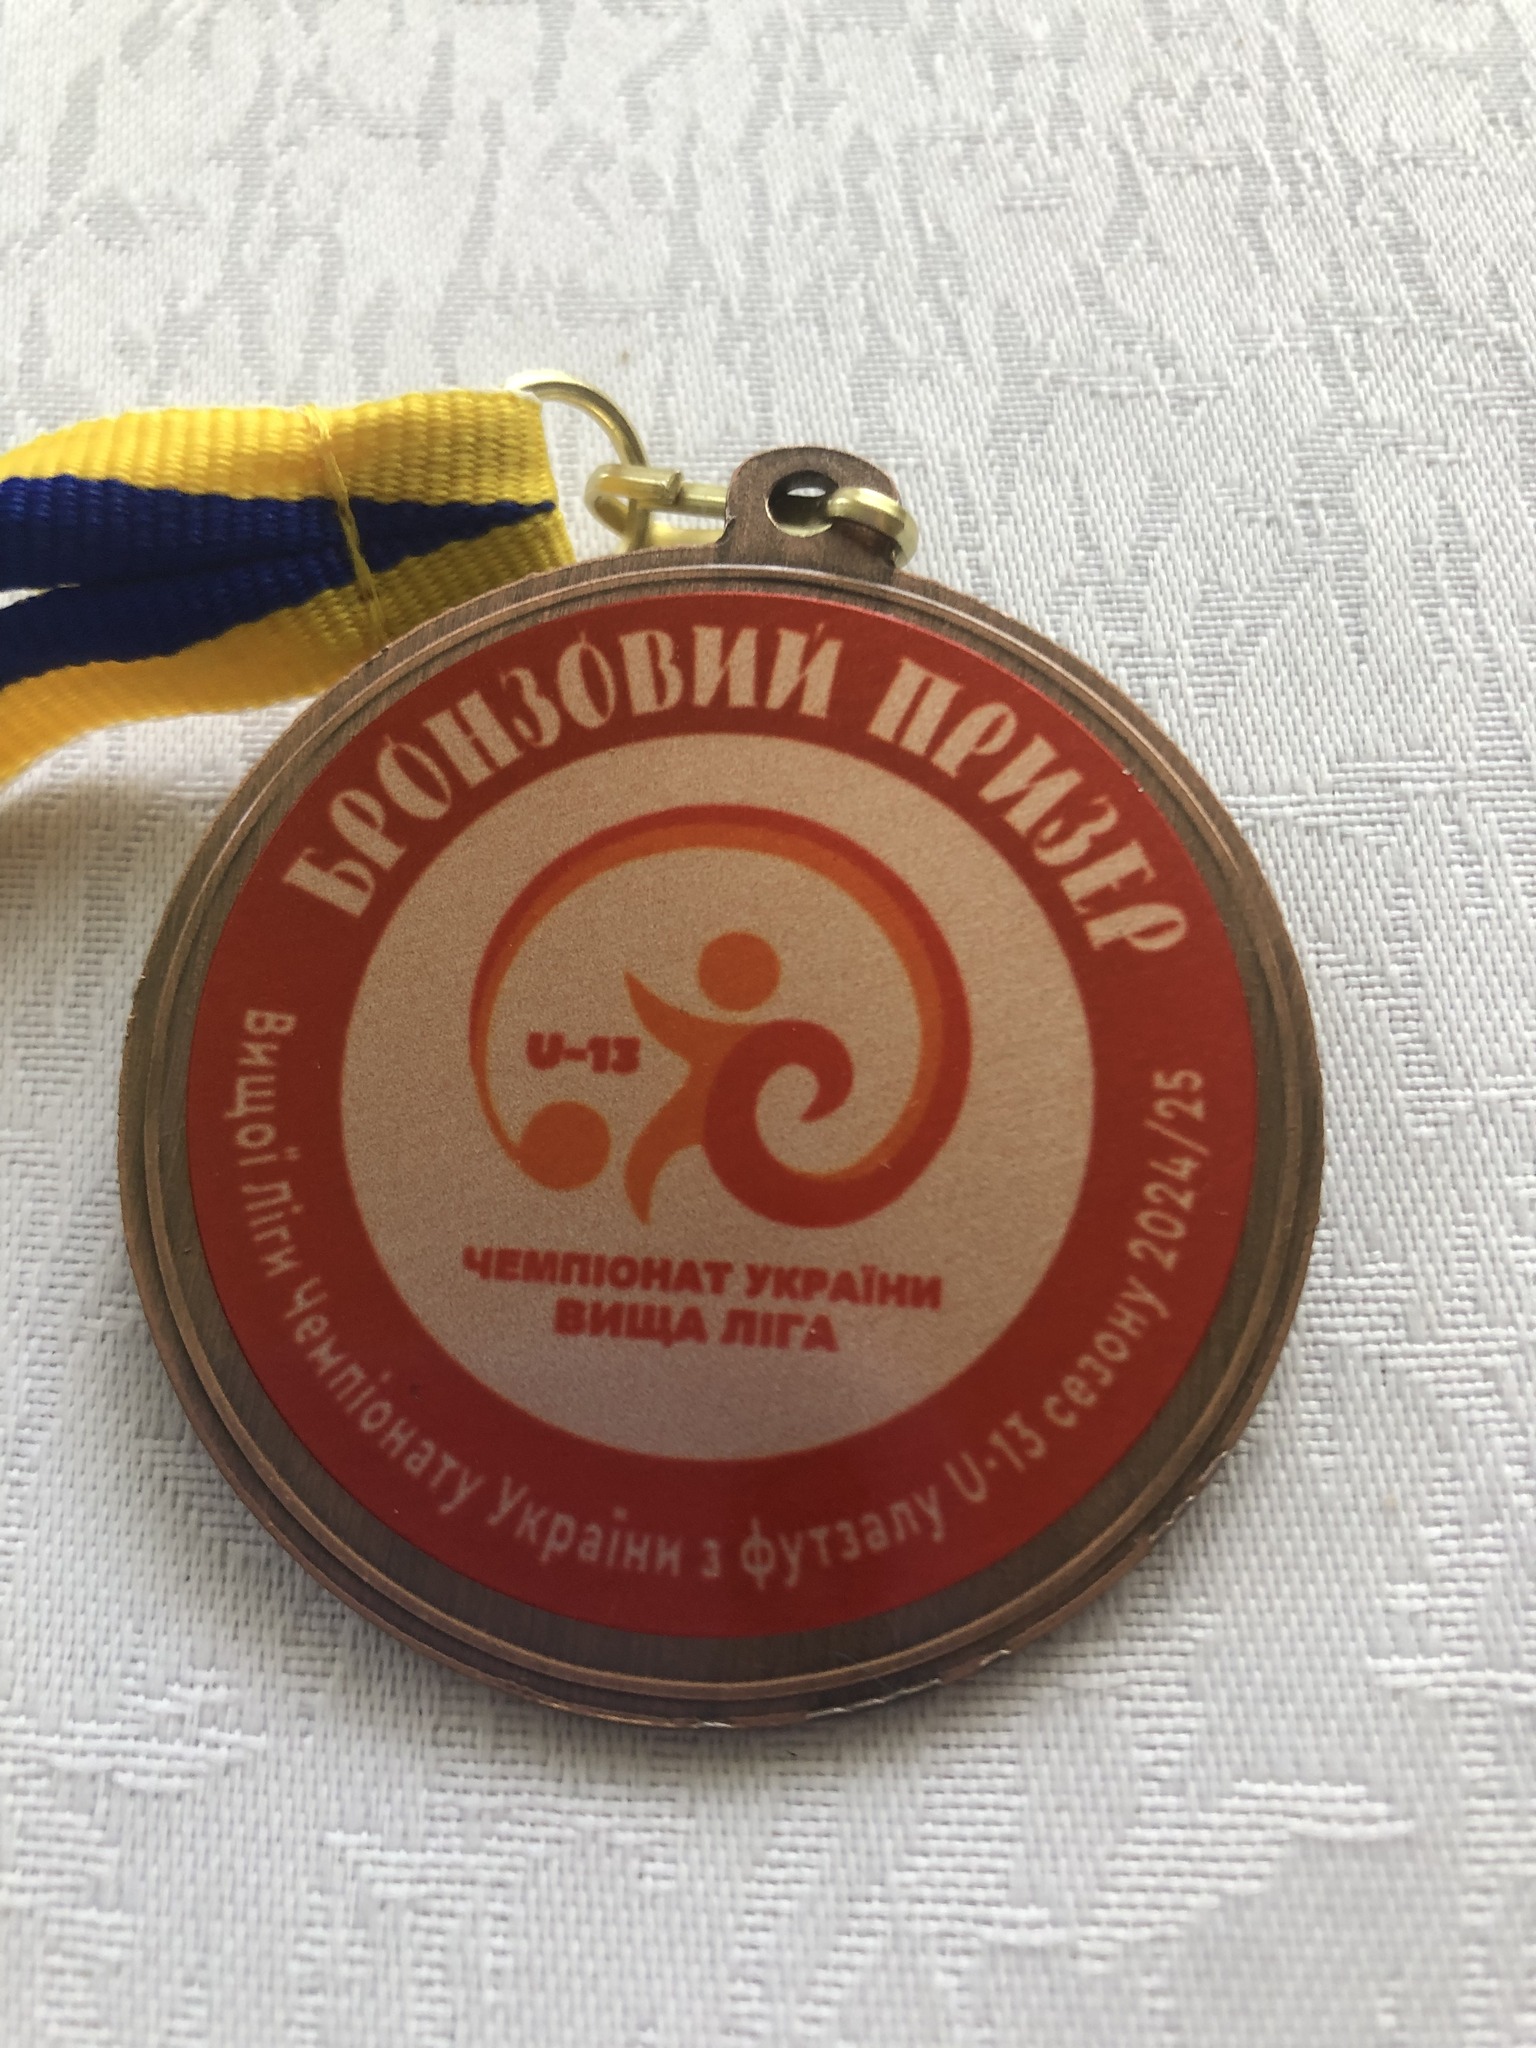 БРОНЗОВИЙ ПРИЗЕР
U-13
ЧЕМПІОНАТ УКРАЇНИ
ВИЩА ЛІГА
Вищої ліги Чемпіонату України з футзалу U-13 сезону 2024/25